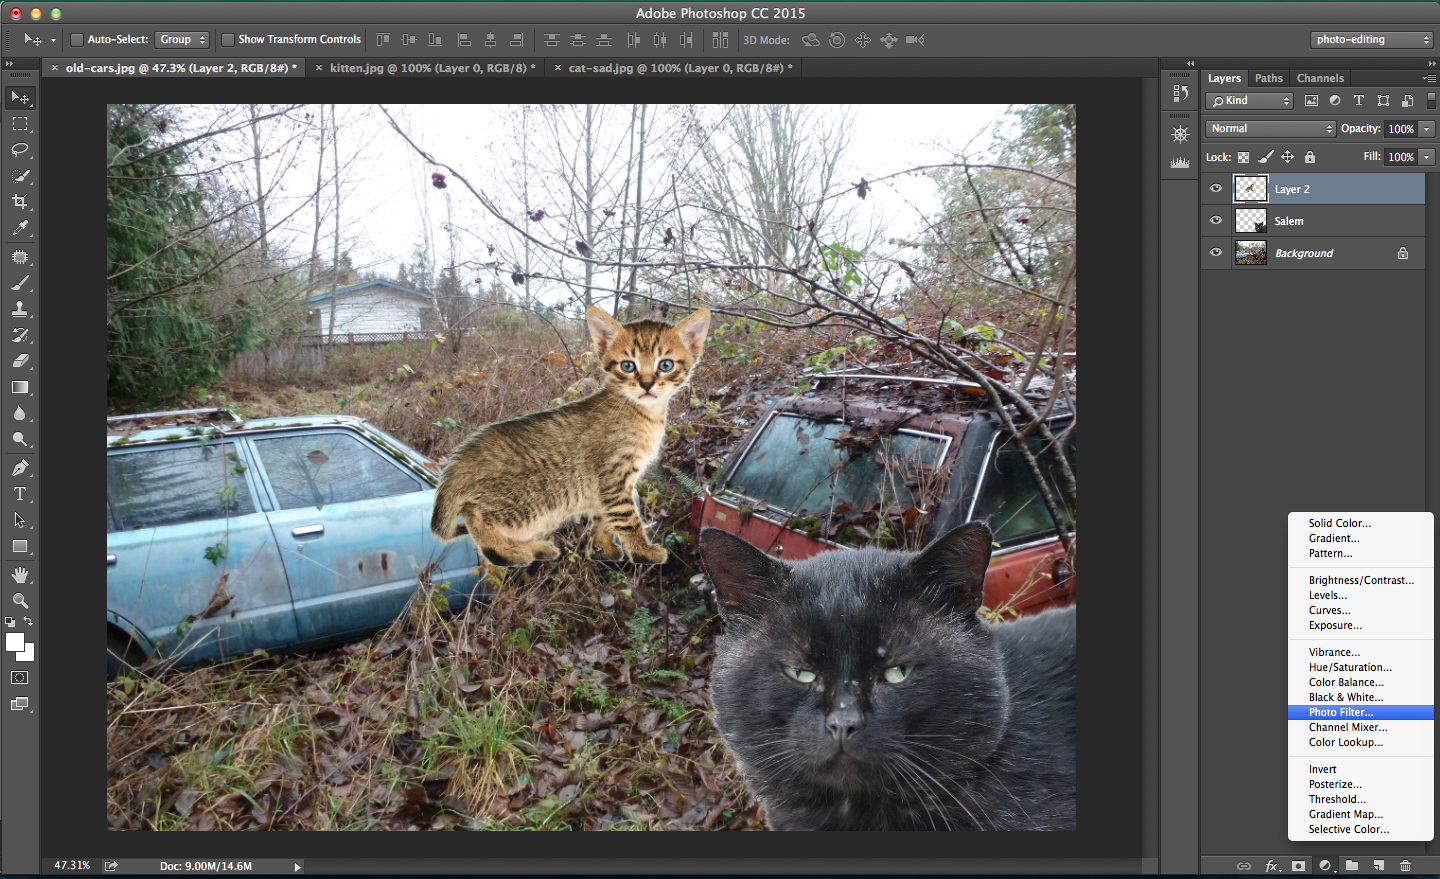 Adobe Photoshop CC 2015
Auto-Select: Group Show Transform Controls 3D Mode: photo-editing
× old-cars.jpg @ 47.3% (Layer 2, RGB/8#) * × kitten.jpg @ 100% (Layer 0, RGB/8) * × cat-sad.jpg @ 100% (Layer 0, RGB/8#) *
Layers Paths Channels
Kind
Normal Opacity: 100%
Lock: Fill: 100%
Layer 2
Salem
Background
Solid Color...
Gradient...
Pattern...
Brightness/Contrast...
Levels...
Curves...
Exposure...
Vibrance...
Hue/Saturation...
Color Balance...
Black & White...
Photo Filter...
Channel Mixer...
Color Lookup...
Invert
Posterize...
Threshold...
Gradient Map...
Selective Color...
47.31% Doc: 9.00M/14.6M
fx